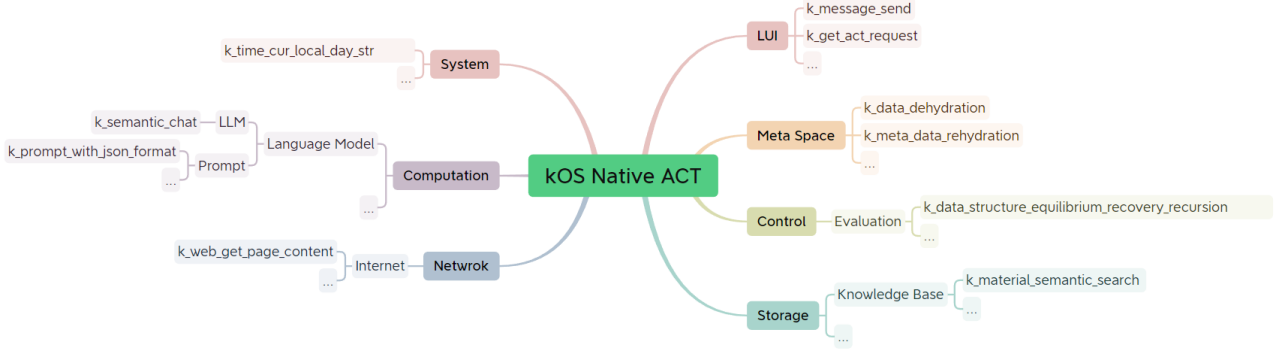 kOS Native ACT
System
k_time_cur_local_day_str
...
Computation
Language Model
LLM
k_semantic_chat
Prompt
k_prompt_with_json_format
...
...
Netwrok
Internet
k_web_get_page_content
...
LUI
k_message_send
k_get_act_request
...
Meta Space
k_data_dehydration
k_meta_data_rehydration
...
Control
Evaluation
k_data_structure_equilibrium_recovery_recursion
...
Storage
Knowledge Base
k_material_semantic_search
...
...